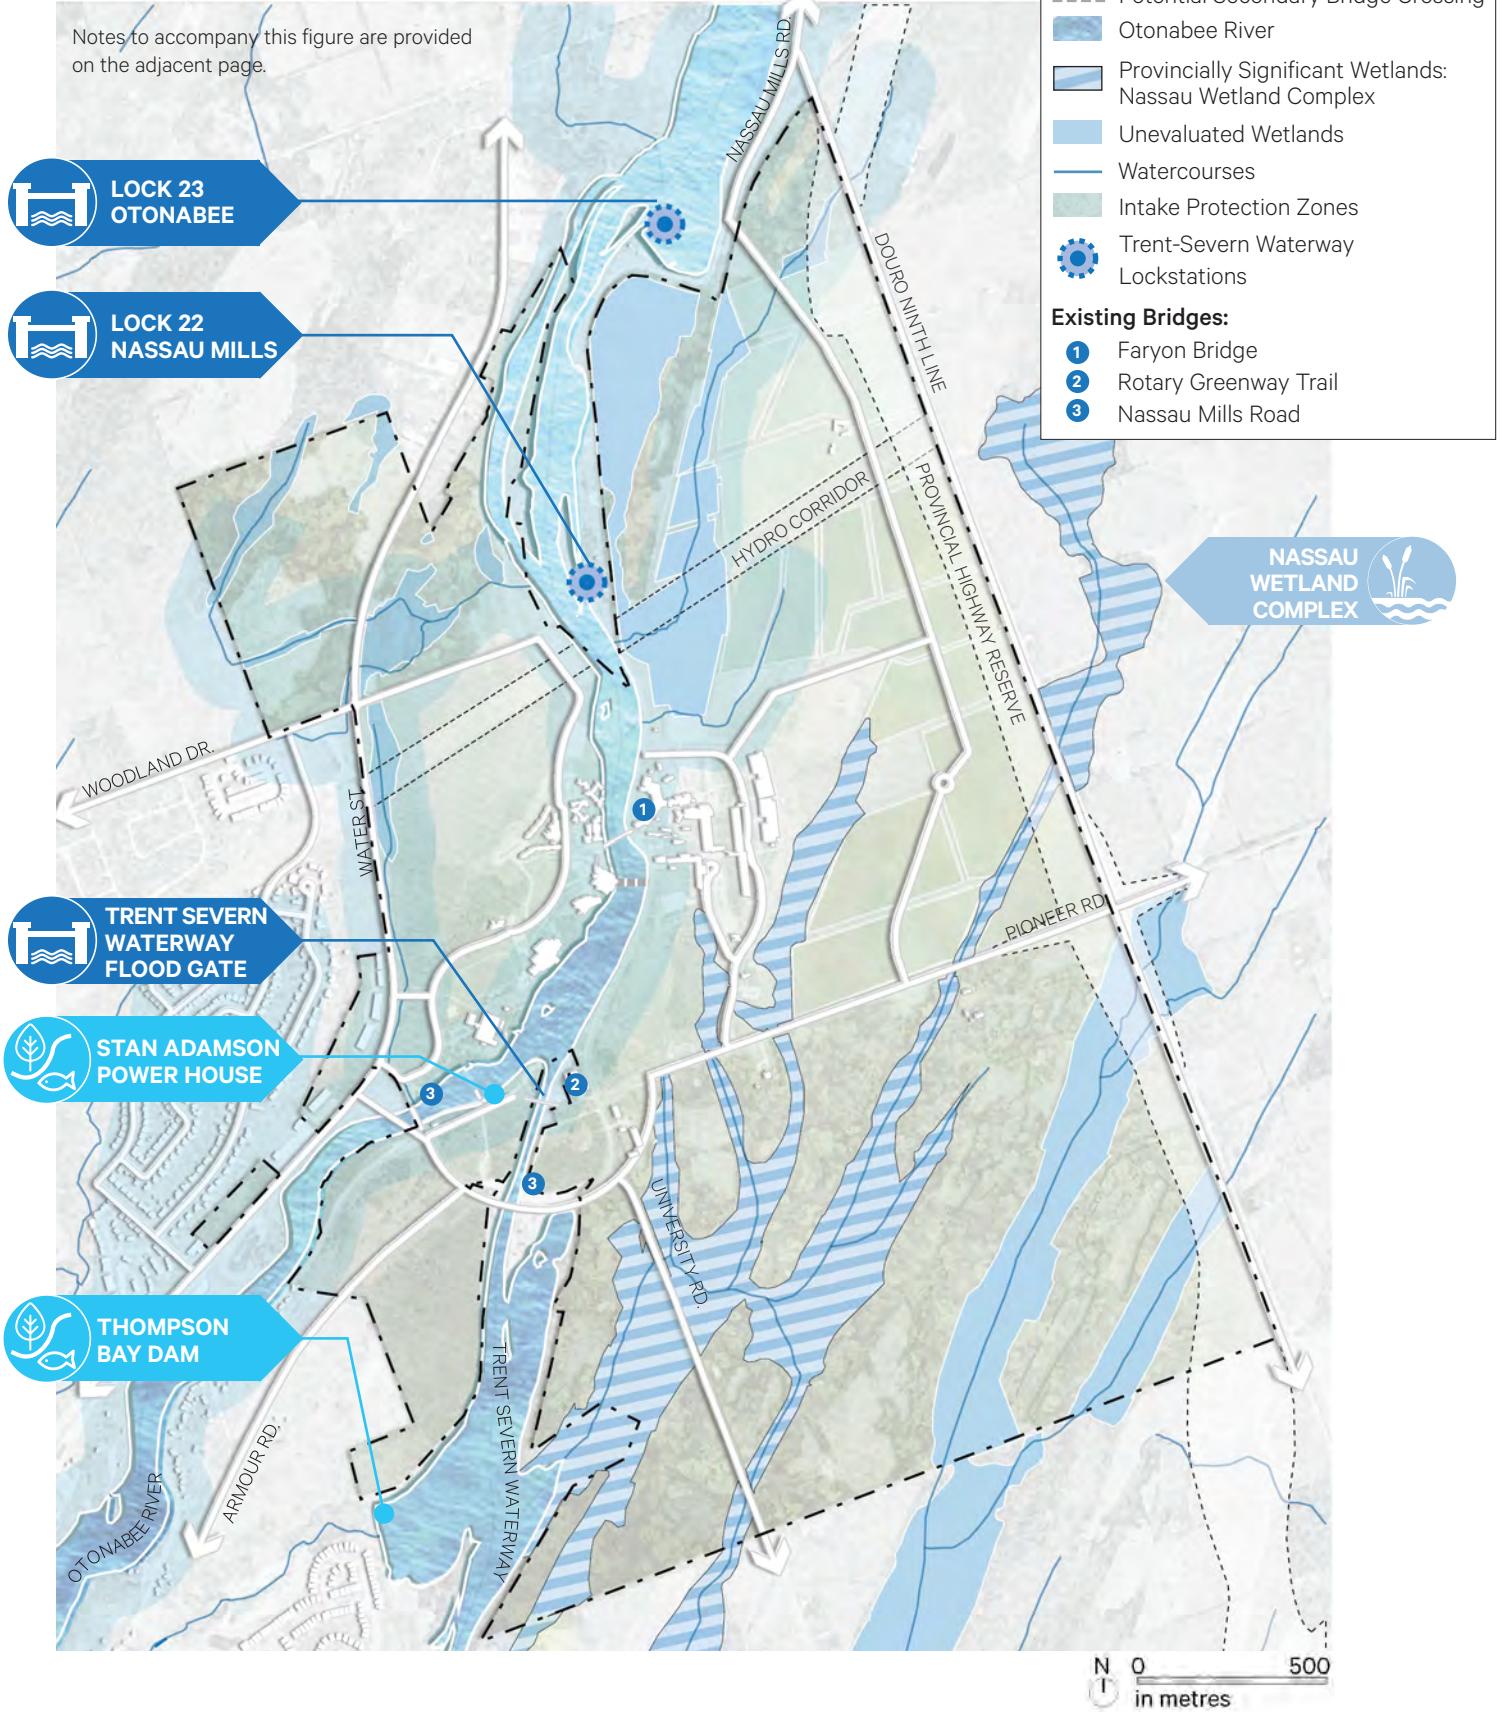 Potential Secondary Bridge Crossing
Notes to accompany this figure are provided
on the adjacent page.
Otonabee River
Provincially Significant Wetlands:
Nassau Wetland Complex
Unevaluated Wetlands
Watercourses
Intake Protection Zones
Trent-Severn Waterway
Lockstations
Existing Bridges:
1 Faryon Bridge
2 Rotary Greenway Trail
3 Nassau Mills Road
NASSAU MILLS RD.
LOCK 23
OTONABEE
LOCK 22
NASSAU MILLS
DOURO NINTH LINE
HYDRO CORRIDOR
PROVINCIAL HIGHWAY RESERVE
NASSAU
WETLAND
COMPLEX
WOODLAND DR.
WATER ST.
1
TRENT SEVERN
WATERWAY
FLOOD GATE
PIONEER RD.
STAN ADAMSON
POWER HOUSE
3
2
3
UNIVERSITY RD.
THOMPSON
BAY DAM
TRENT SEVERN WATERWAY
ARMOUR RD.
OTONABEE RIVER
N 0 500
in metres